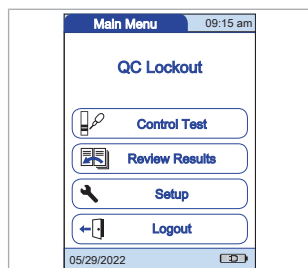 Main Menu 09:15 am
QC Lockout
Control Test
Review Results
Setup
Logout
05/29/2022